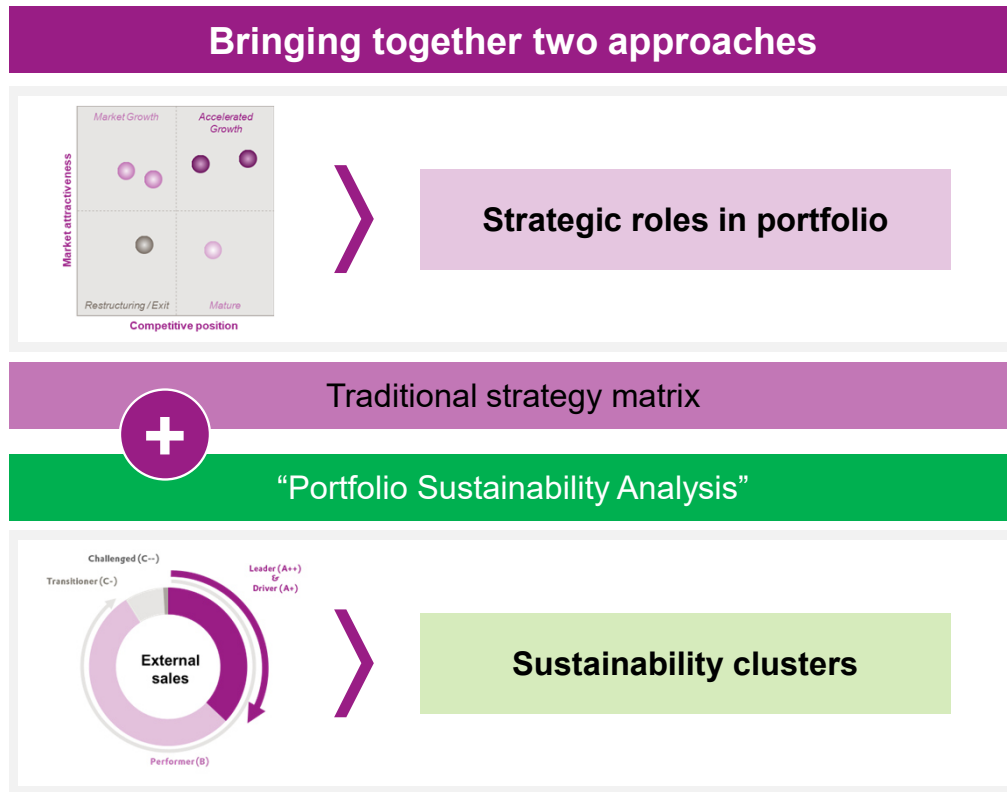 Bringing together two approaches
Market Growth
Accelerated
Growth
Market attractiveness
Restructuring / Exit
Mature
Competitive position
Strategic roles in portfolio
Traditional strategy matrix
+
“Portfolio Sustainability Analysis”
Challenged (C--)
Transitioner (C-)
Leader (A++)
&
Driver (A+)
External
sales
Performer (B)
Sustainability clusters